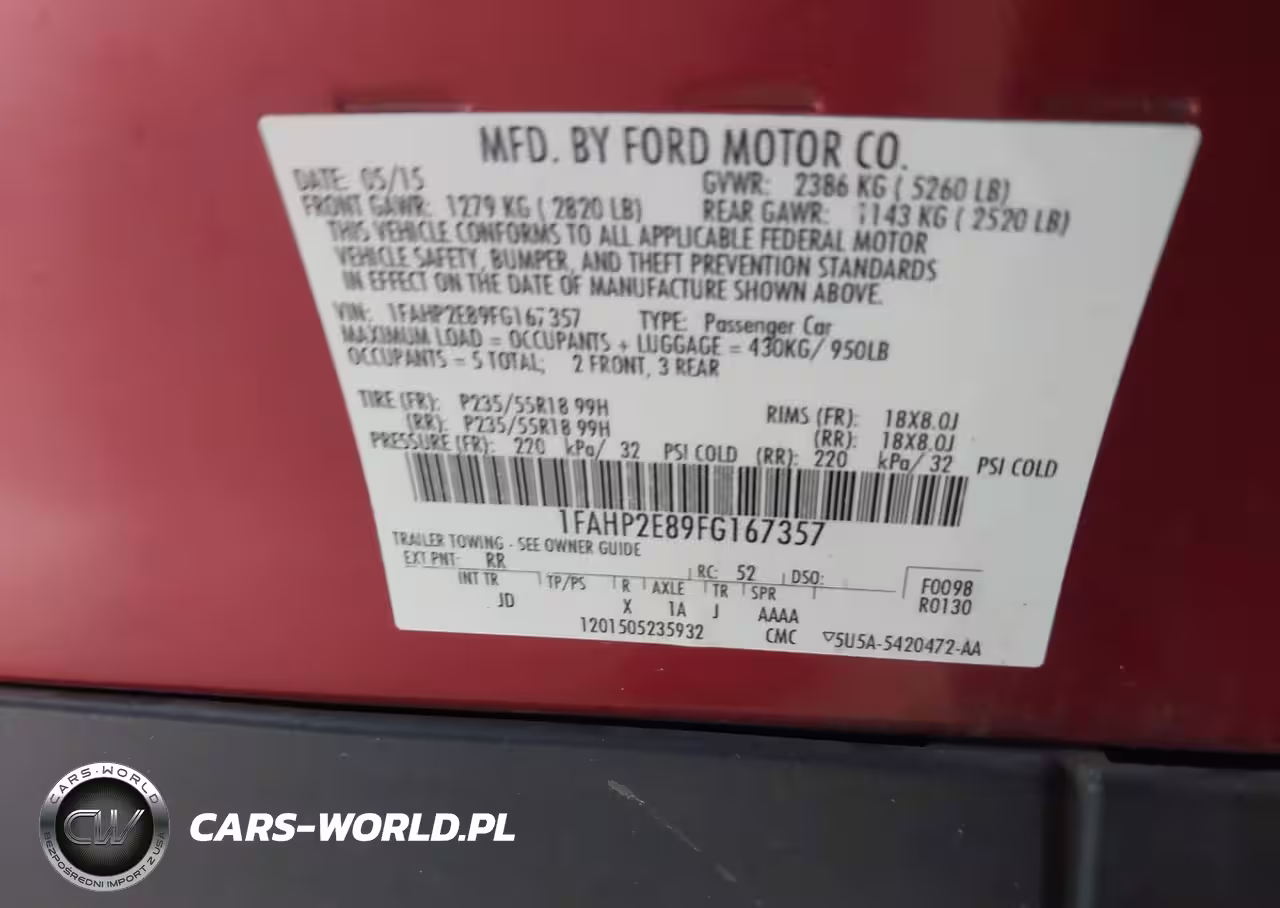 MFD. BY FORD MOTOR CO.
DATE: 05/15 GVWR: 2386 KG ( 5260 LB)
FRONT GAWR: 1279 KG ( 2820 LB) REAR GAWR: 1143 KG ( 2520 LB)
THIS VEHICLE CONFORMS TO ALL APPLICABLE FEDERAL MOTOR
VEHICLE SAFETY, BUMPER, AND THEFT PREVENTION STANDARDS
IN EFFECT ON THE DATE OF MANUFACTURE SHOWN ABOVE.
VIN: 1FAHP2E89FG167357 TYPE: Passenger Car
MAXIMUM LOAD = OCCUPANTS + LUGGAGE = 430KG/ 950LB
OCCUPANTS = 5 TOTAL; 2 FRONT, 3 REAR
TIRE (FR): P235/55R18 99H RIMS (FR): 18X8.0J
(RR): P235/55R18 99H (RR): 18X8.0J
PRESSURE (FR): 220 kPa/ 32 PSI COLD (RR): 220 kPa/ 32 PSI COLD
1FAHP2E89FG167357
TRAILER TOWING - SEE OWNER GUIDE
EXT PNT: RR RC: 52 DSO: F0098
INT TR TP/PS R AXLE TR SPR R0130
JD X 1A J AAAA
1201505235932 CMC ▽5U5A-5420472-AA
CARS-WORLD
CW
BEZPOŚREDNI IMPORT Z USA
CARS-WORLD.PL